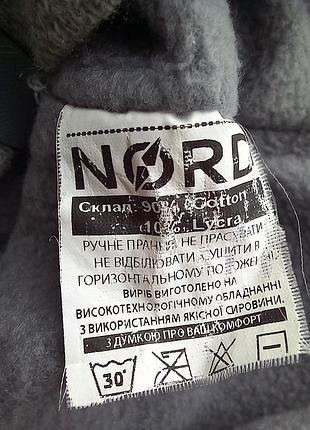 NORD
Склад: 90% Cotton
10% Lycra
РУЧНЕ ПРАННЯ, НЕ ПРАСУВАТИ
НЕ ВІДБІЛЮВАТИ, СУШИТИ В
ГОРИЗОНТАЛЬНОМУ ПОЛОЖЕННІ.
ВИРІБ ВИГОТОВЛЕНО НА
ВИСОКОТЕХНОЛОГІЧНОМУ ОБЛАДНАННІ
З ВИКОРИСТАННЯМ ЯКІСНОЇ СИРОВИНИ.
З ДУМКОЮ ПРО ВАШ КОМФОРТ
30°